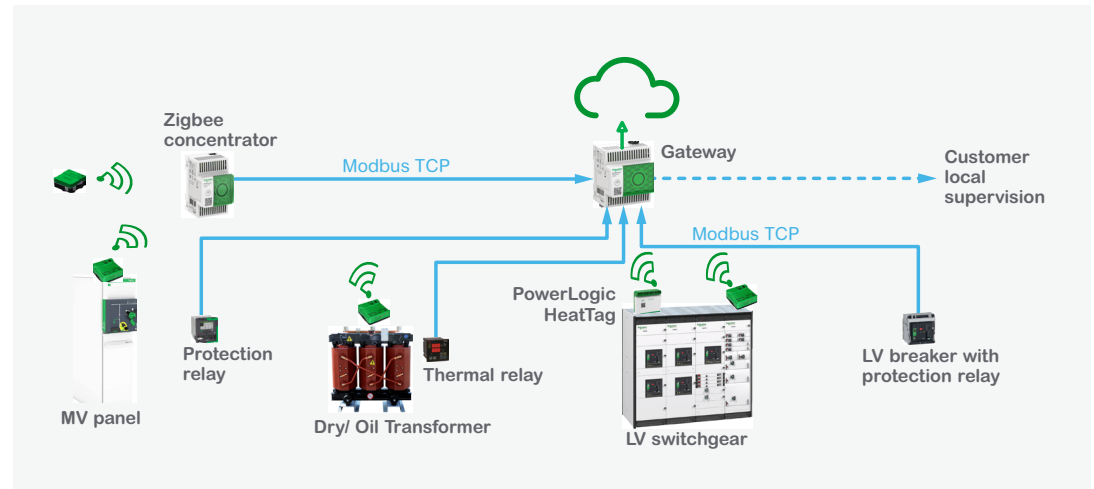 Zigbee
concentrator
Modbus TCP
Gateway
Customer
local
supervision
Modbus TCP
PowerLogic
HeatTag
Protection
relay
Thermal relay
LV breaker with
protection relay
MV panel
Dry/ Oil Transformer
LV switchgear